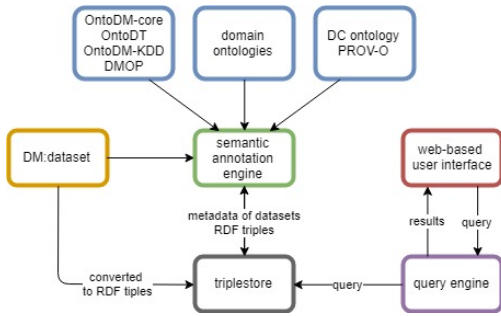 OntoDM-core
OntoDT
OntoDM-KDD
DMOP
domain
ontologies
DC ontology
PROV-O
DM:dataset
semantic
annotation
engine
web-based
user interface
metadata of datasets
RDF triples
results
query
converted
to RDF tiples
triplestore
query
query engine